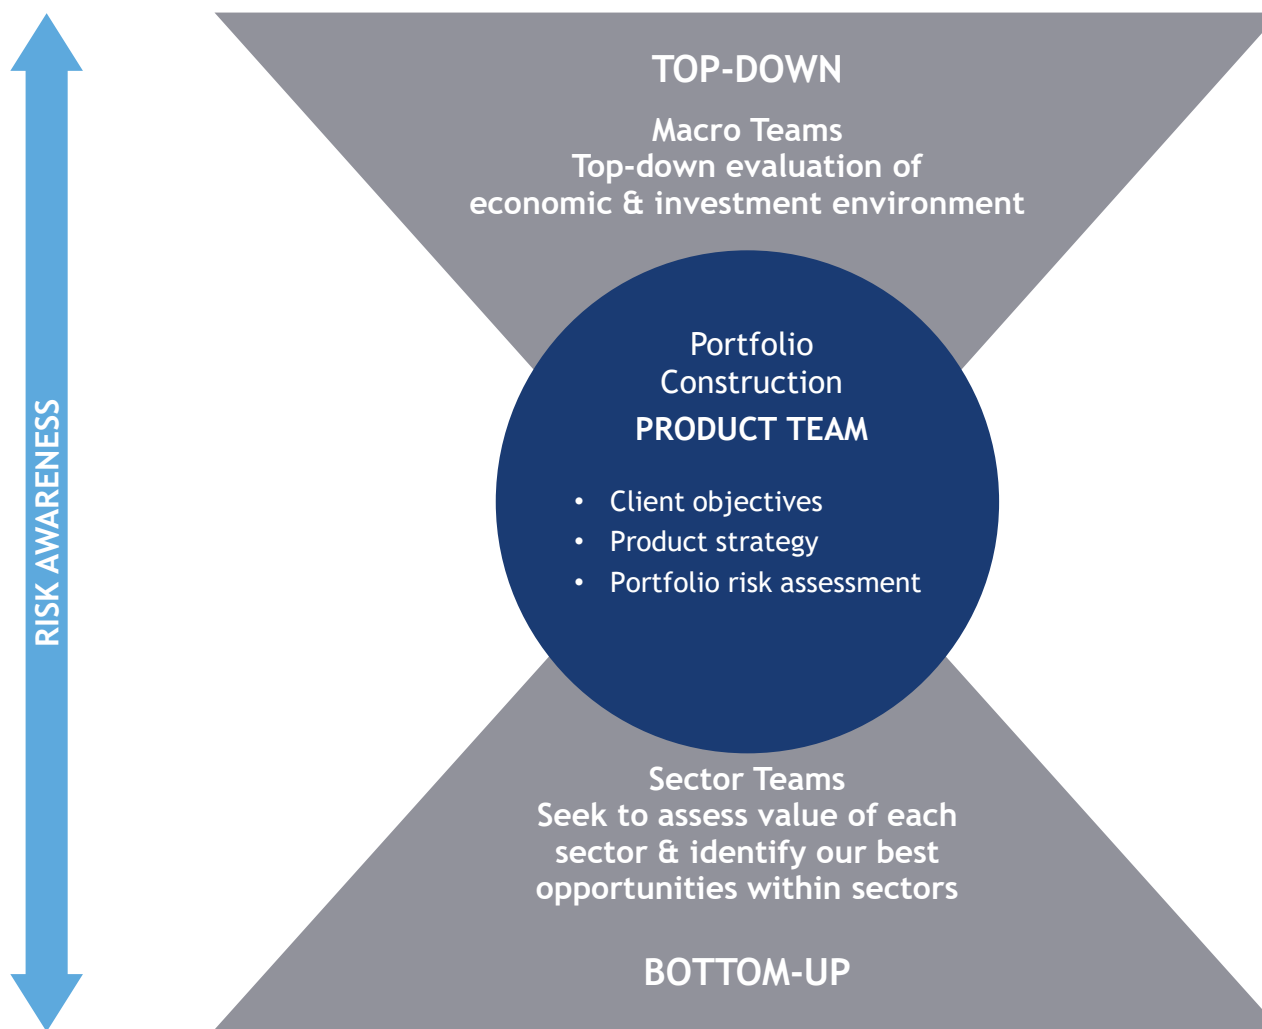 TOP-DOWN
Macro Teams
Top-down evaluation of
economic & investment environment
RISK AWARENESS
Portfolio
Construction
PRODUCT TEAM
• Client objectives
• Product strategy
• Portfolio risk assessment
Sector Teams
Seek to assess value of each
sector & identify our best
opportunities within sectors
BOTTOM-UP